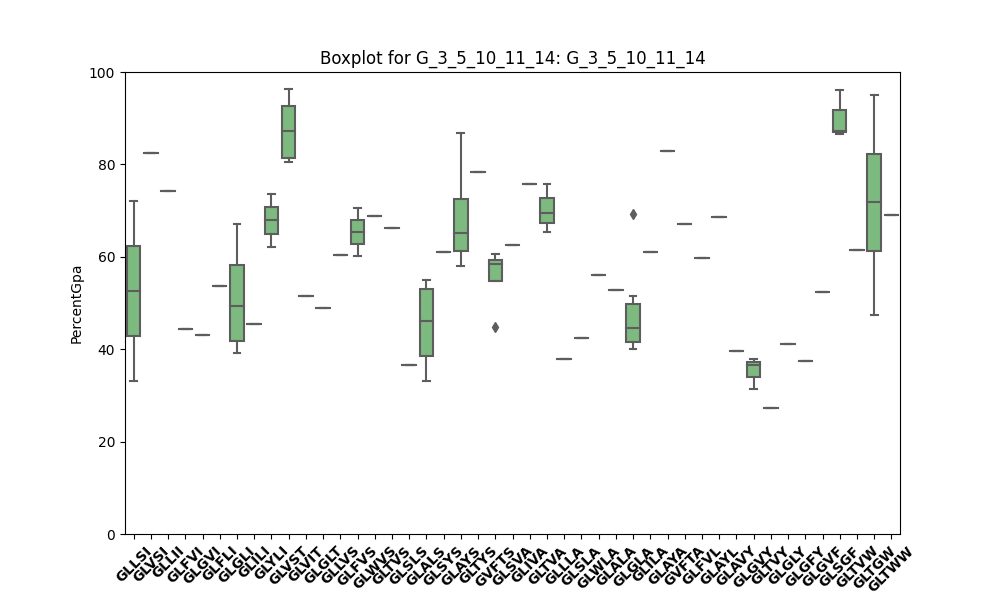 Boxplot for G_3_5_10_11_14: G_3_5_10_11_14
PercentGpa
100
80
60
40
20
0
GLLSI
GLVSI
GLLII
GLFVI
GLGVI
GLFLI
GLGLI
GLILI
GLYLI
GLVST
GLVIT
GLGLT
GLLVS
GLFVS
GLWVS
GLTVS
GLSLS
GLALS
GLSYS
GLAYS
GLTYS
GVFTS
GLSVA
GLIVA
GLTVA
GLLLA
GLSLA
GLWLA
GLALA
GLGLA
GLILA
GLAYA
GVFTA
GLFVL
GLAYL
GLAVY
GLGVY
GLTVY
GLGLY
GLGFY
GLGVF
GLSGF
GLTVW
GLTGW
GLTWW